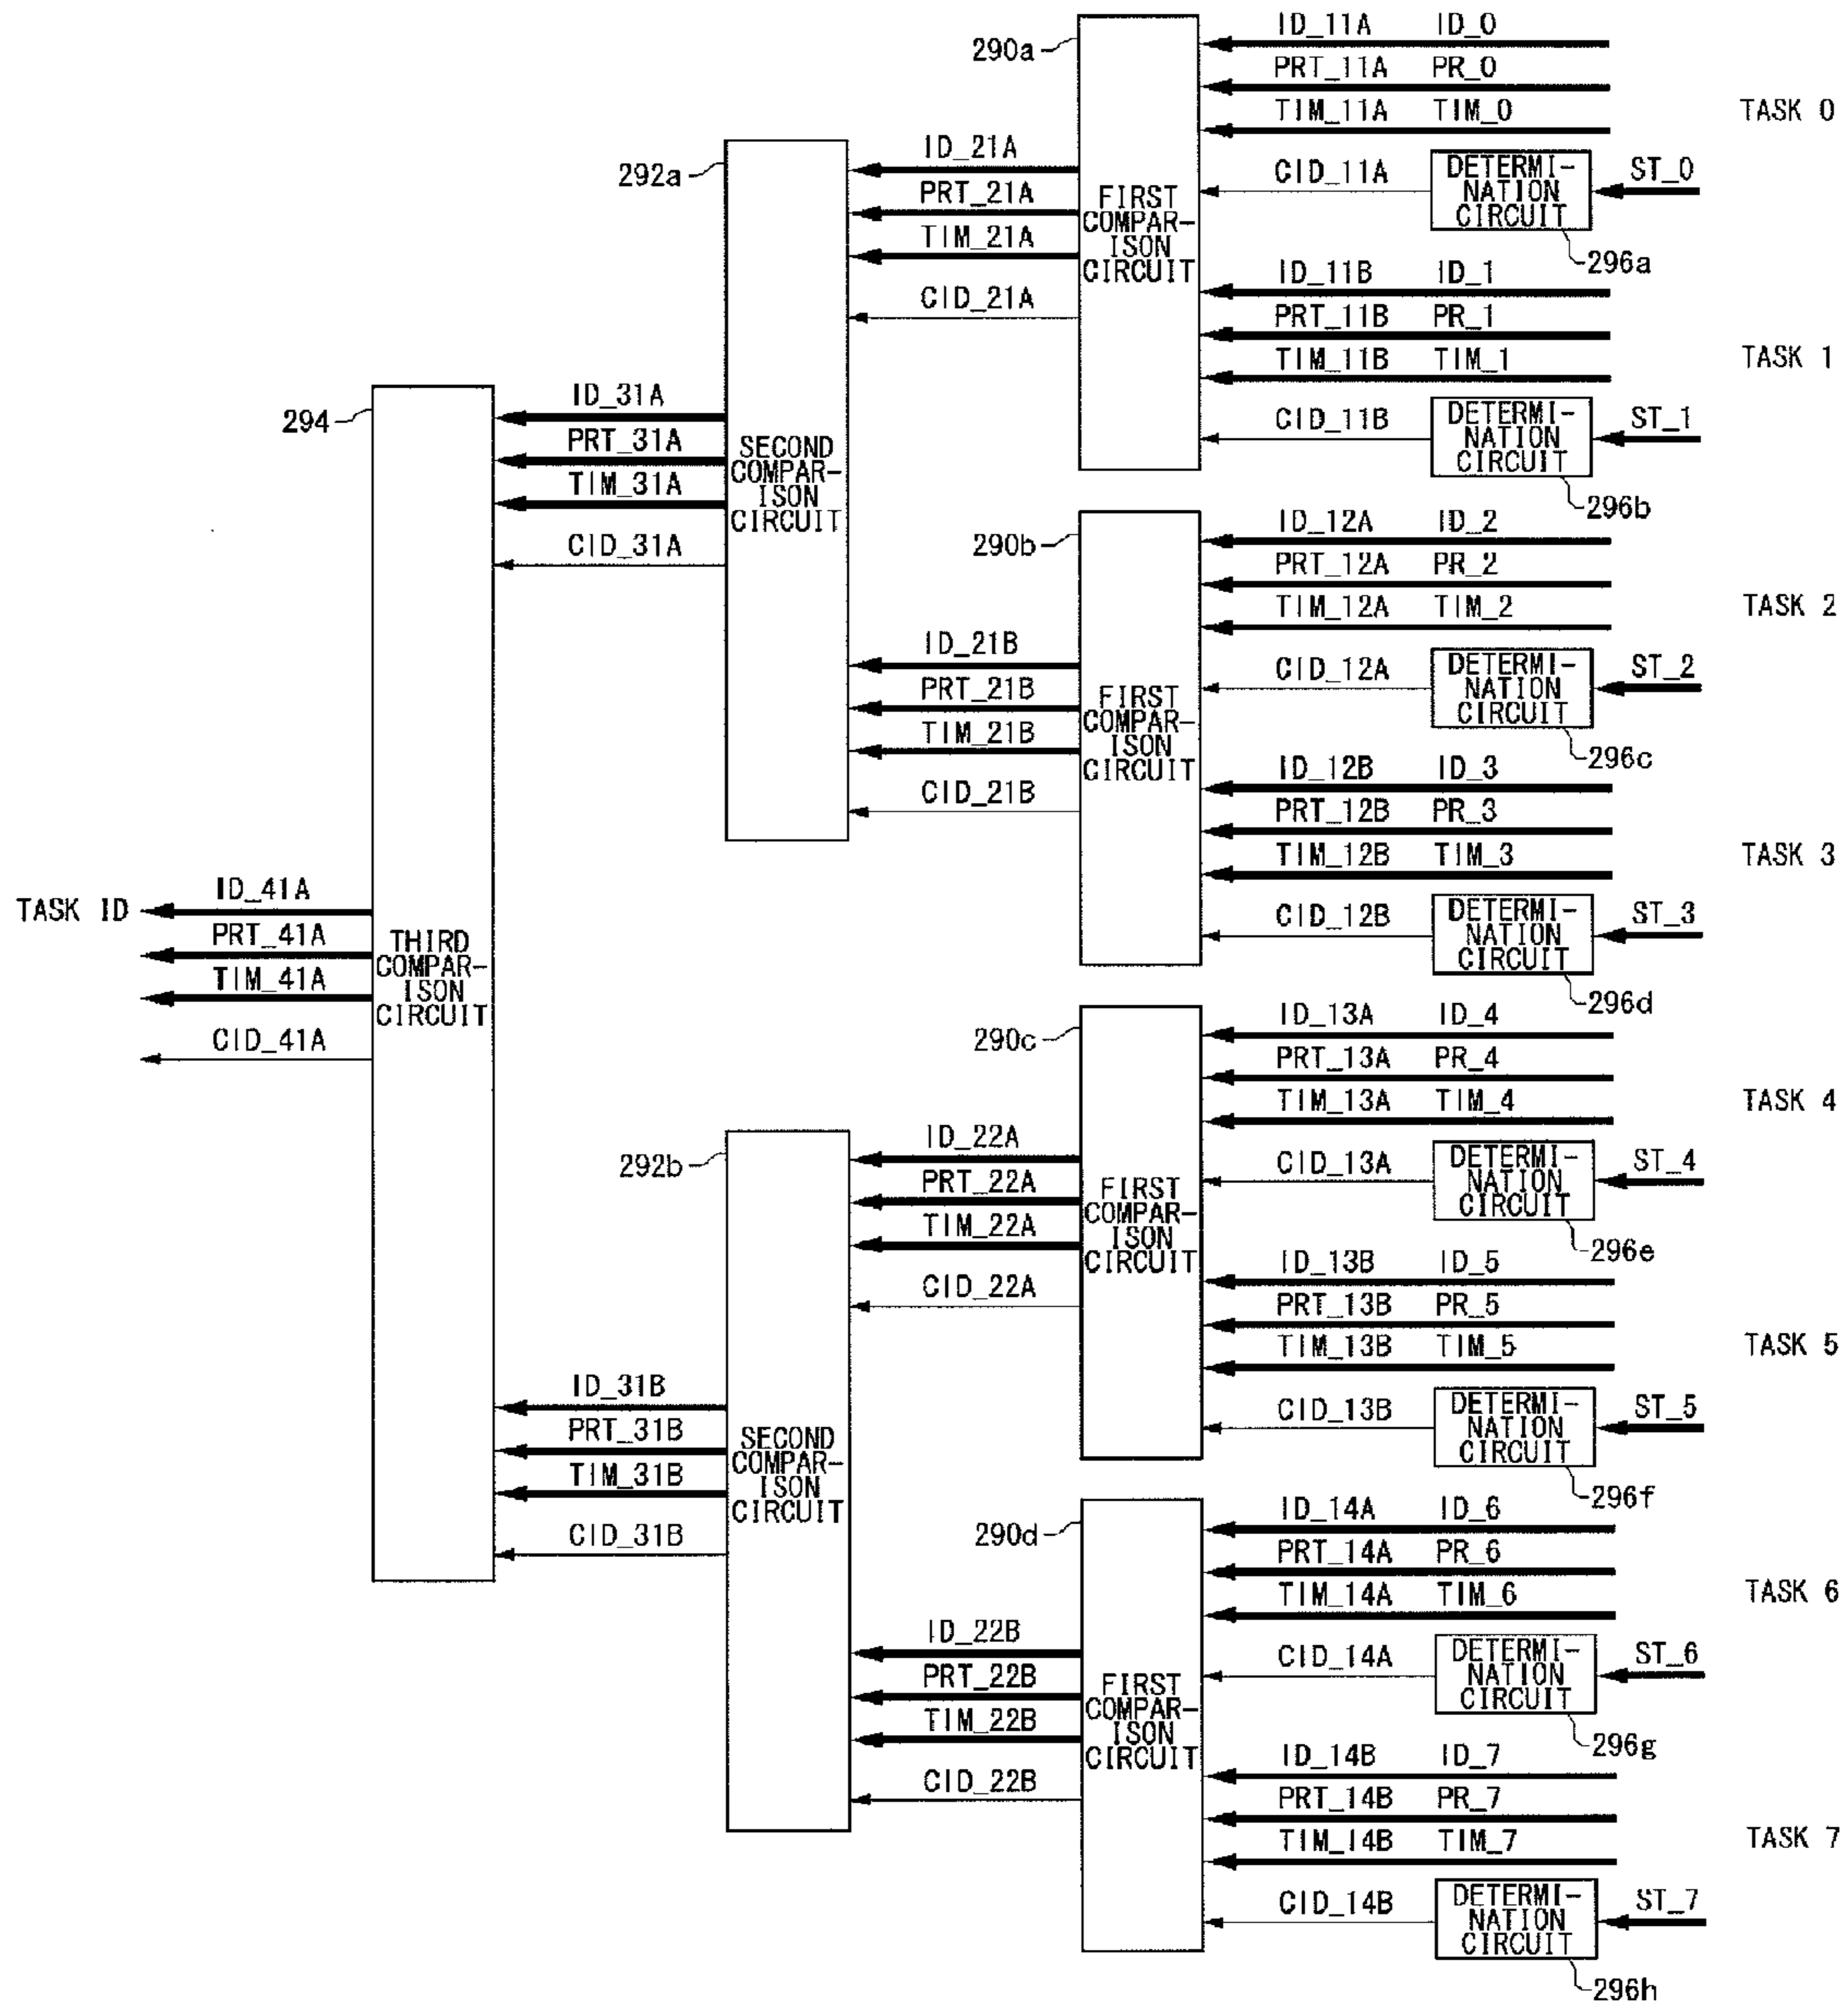 ID_11A ID_0
290a
PRT_11A PR_0
TIM_11A TIM_0
TASK 0
ID_21A
292a
PRT_21A
TIM_21A
CID_21A
FIRST
COMPAR-
ISON
CIRCUIT
CID_11A
DETERMI-
NATION
CIRCUIT
ST_0
296a
ID_11B ID_1
PRT_11B PR_1
TIM_11B TIM_1
TASK 1
CID_11B
DETERMI-
NATION
CIRCUIT
ST_1
296b
294
ID_31A
PRT_31A
TIM_31A
CID_31A
SECOND
COMPAR-
ISON
CIRCUIT
290b
ID_12A ID_2
PRT_12A PR_2
TIM_12A TIM_2
TASK 2
ID_21B
PRT_21B
TIM_21B
CID_21B
FIRST
COMPAR-
ISON
CIRCUIT
CID_12A
DETERMI-
NATION
CIRCUIT
ST_2
296c
ID_12B ID_3
PRT_12B PR_3
TIM_12B TIM_3
TASK 3
CID_12B
DETERMI-
NATION
CIRCUIT
ST_3
296d
TASK ID
ID_41A
PRT_41A
TIM_41A
CID_41A
THIRD
COMPAR-
ISON
CIRCUIT
290c
ID_13A ID_4
PRT_13A PR_4
TIM_13A TIM_4
TASK 4
292b
ID_22A
PRT_22A
TIM_22A
CID_22A
FIRST
COMPAR-
ISON
CIRCUIT
CID_13A
DETERMI-
NATION
CIRCUIT
ST_4
296e
ID_13B ID_5
PRT_13B PR_5
TIM_13B TIM_5
TASK 5
CID_13B
DETERMI-
NATION
CIRCUIT
ST_5
296f
ID_31B
PRT_31B
TIM_31B
CID_31B
SECOND
COMPAR-
ISON
CIRCUIT
290d
ID_14A ID_6
PRT_14A PR_6
TIM_14A TIM_6
TASK 6
ID_22B
PRT_22B
TIM_22B
CID_22B
FIRST
COMPAR-
ISON
CIRCUIT
CID_14A
DETERMI-
NATION
CIRCUIT
ST_6
296g
ID_14B ID_7
PRT_14B PR_7
TIM_14B TIM_7
TASK 7
CID_14B
DETERMI-
NATION
CIRCUIT
ST_7
296h